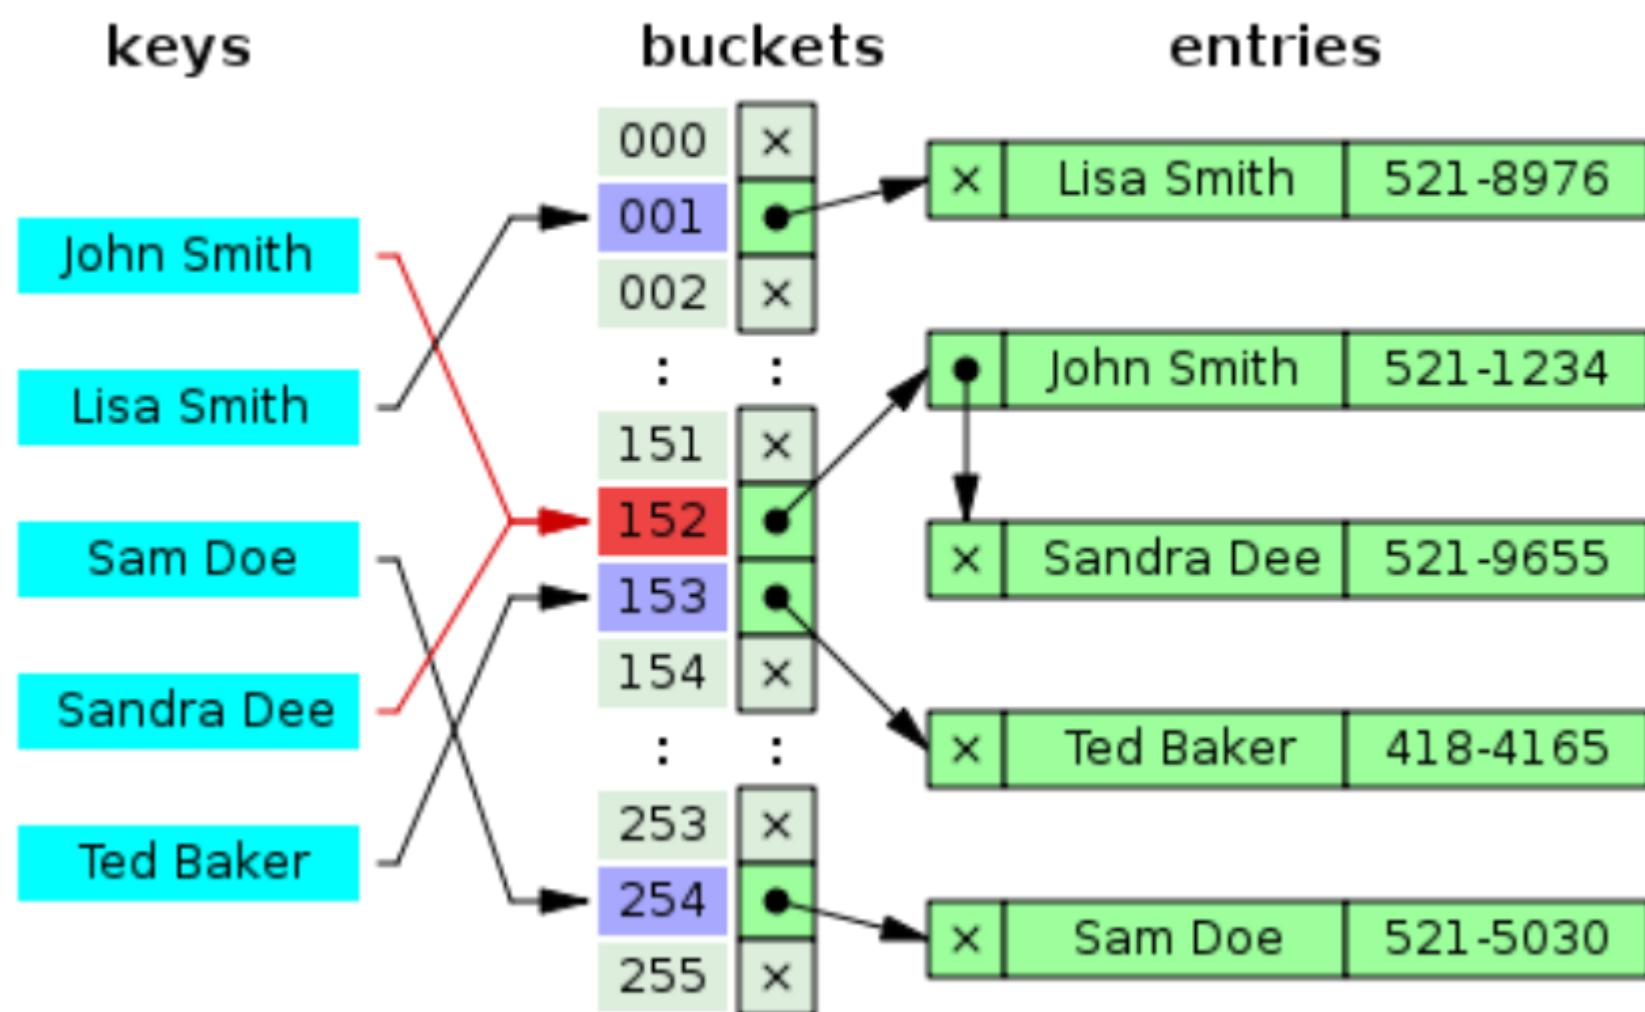 keys buckets entries
000 ×
× Lisa Smith 521-8976
001
John Smith
002 ×
: :
John Smith 521-1234
Lisa Smith
151 ×
152
Sam Doe
× Sandra Dee 521-9655
153
154 ×
Sandra Dee
: :
× Ted Baker 418-4165
253 ×
Ted Baker
254
× Sam Doe 521-5030
255 ×